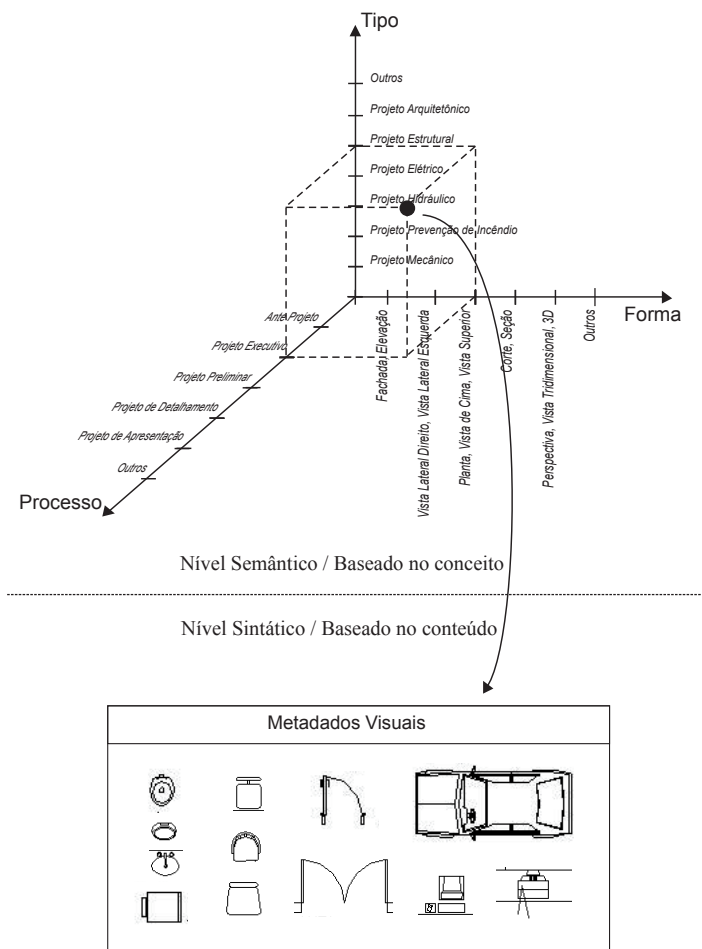 Tipo
Outros
Projeto Arquitetônico
Projeto Estrutural
Projeto Elétrico
Projeto Hidráulico
Projeto Prevenção de Incêndio
Projeto Mecânico
Forma
Fachada, Elevação
Vista Lateral Direito, Vista Lateral Esquerda
Planta, Vista de Cima, Vista Superior
Corte, Seção
Perspectiva, Vista Tridimensional, 3D
Outros
Ante Projeto
Projeto Executivo
Projeto Preliminar
Projeto de Detalhamento
Projeto de Apresentação
Outros
Processo
Nível Semântico / Baseado no conceito
Nível Sintático / Baseado no conteúdo
Metadados Visuais